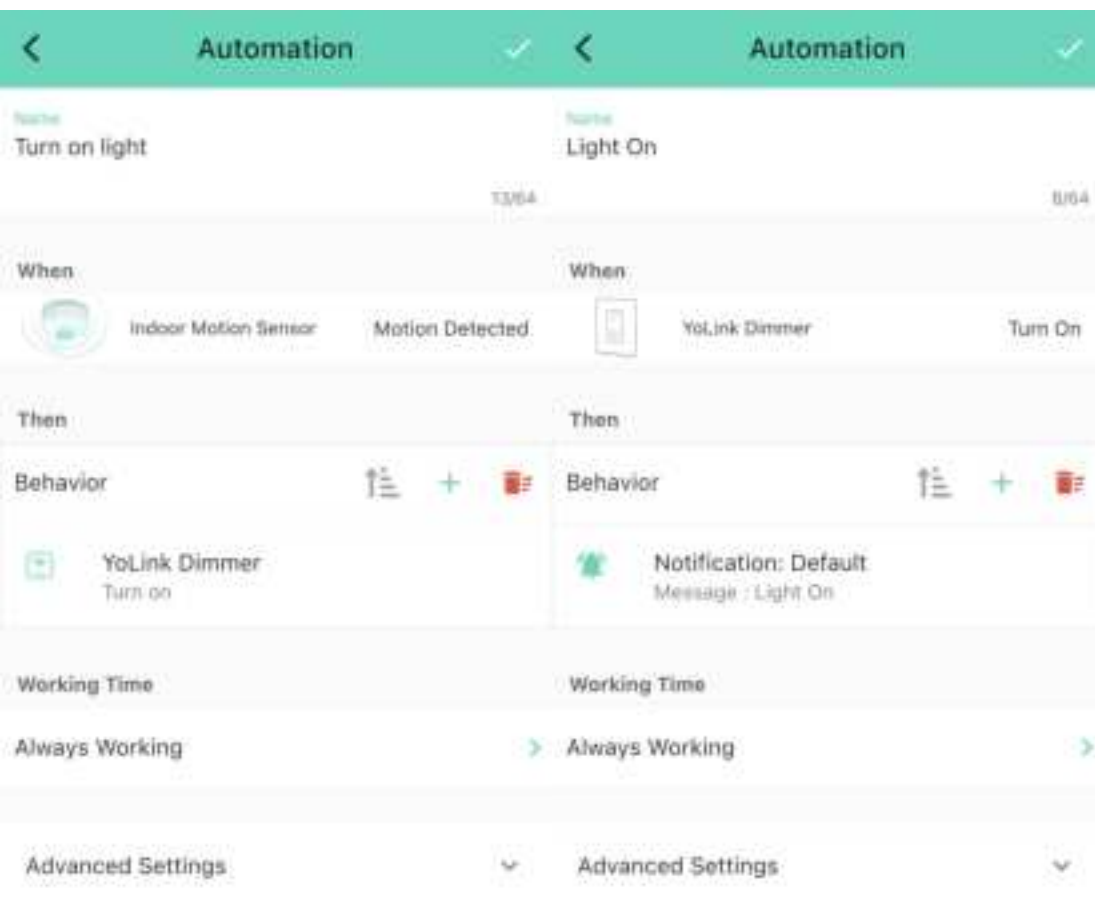 Automation
Name
Turn on light
13/64
When
Indoor Motion Sensor Motion Detected
Then
Behavior
YoLink Dimmer
Turn on
Working Time
Always Working
Advanced Settings
Automation
Name
Light On
8/64
When
YoLink Dimmer Turn On
Then
Behavior
Notification: Default
Message : Light On
Working Time
Always Working
Advanced Settings